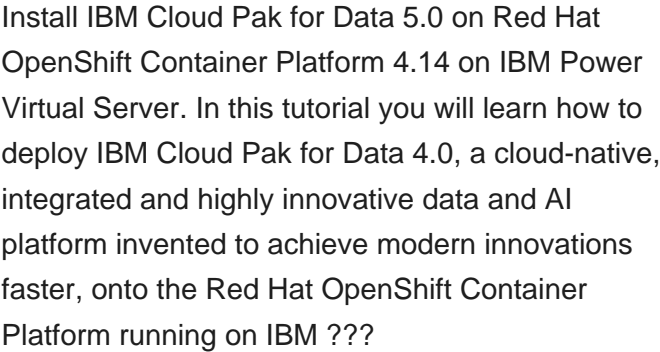 Install IBM Cloud Pak for Data 5.0 on Red Hat
OpenShift Container Platform 4.14 on IBM Power
Virtual Server. In this tutorial you will learn how to
deploy IBM Cloud Pak for Data 4.0, a cloud-native,
integrated and highly innovative data and AI
platform invented to achieve modern innovations
faster, onto the Red Hat OpenShift Container
Platform running on IBM ???